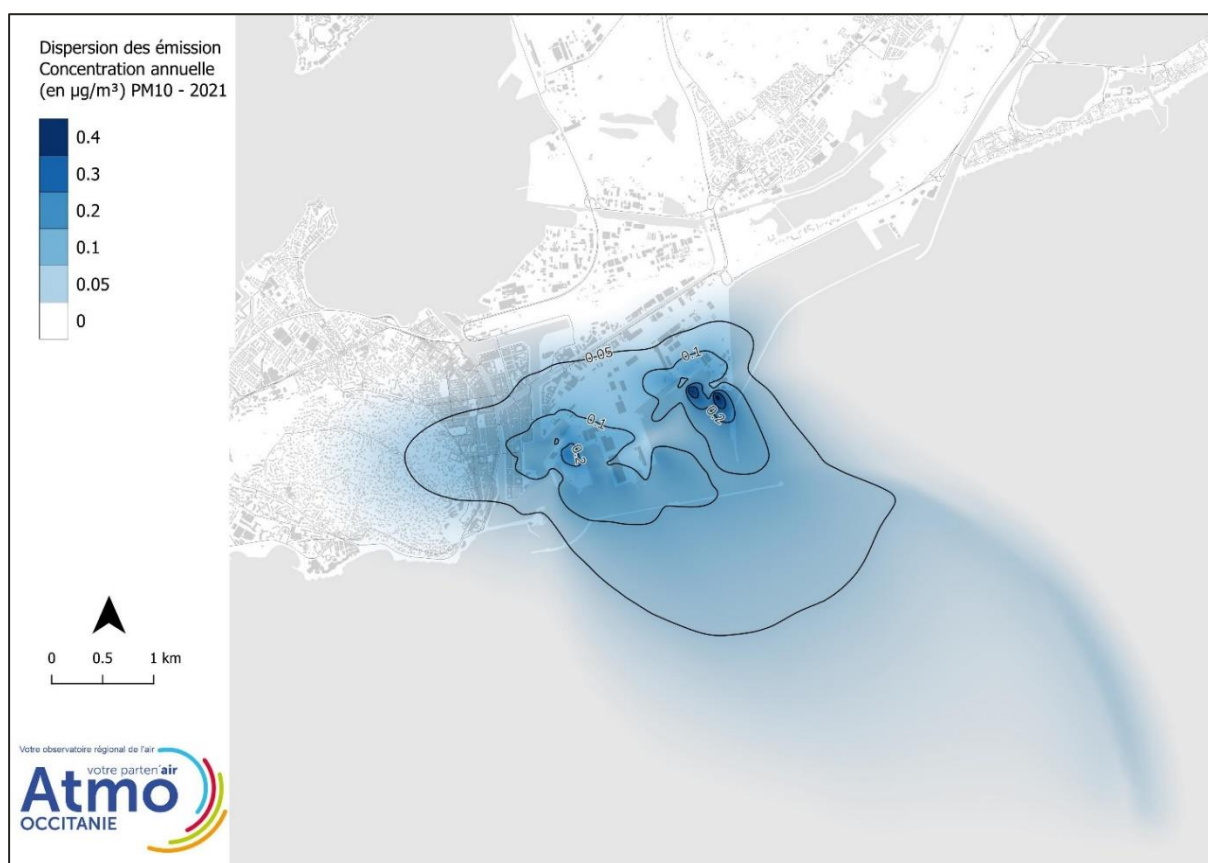 Dispersion des émission
Concentration annuelle
(en µg/m³) PM10 - 2021
0.4
0.3
0.2
0.1
0.05
0
0.05
0.1
0.2
0.1
0.2
0 0.5 1 km
Votre observatoire régional de l'air
votre parten'air
Atmo
OCCITANIE